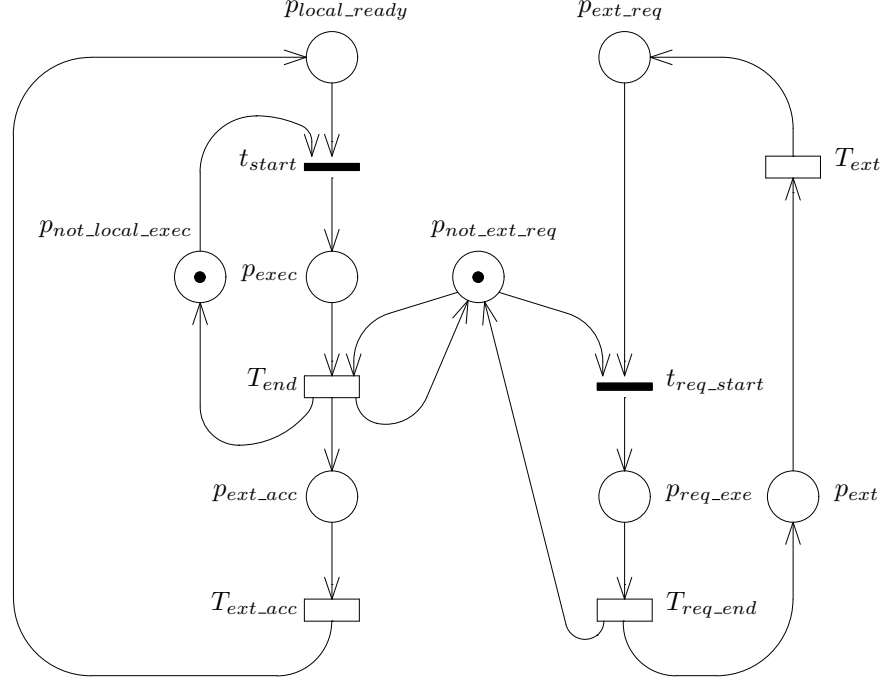 p_local_ready
p_ext_req
t_start
T_ext
p_not_local_exec
p_exec
p_not_ext_req
T_end
t_req_start
p_ext_acc
p_req_exe
p_ext
T_ext_acc
T_req_end